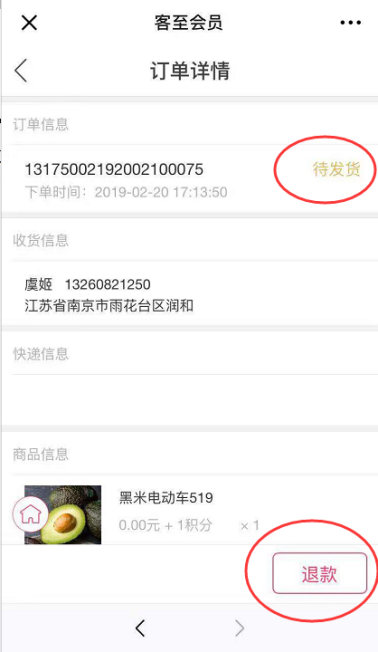 客至会员
订单详情
订单信息
13175002192002100075
待发货
下单时间：2019-02-20 17:13:50
收货信息
虞姬 13260821250
江苏省南京市雨花台区润和
快递信息
商品信息
黑米电动车519
0.00元 + 1积分 × 1
退款